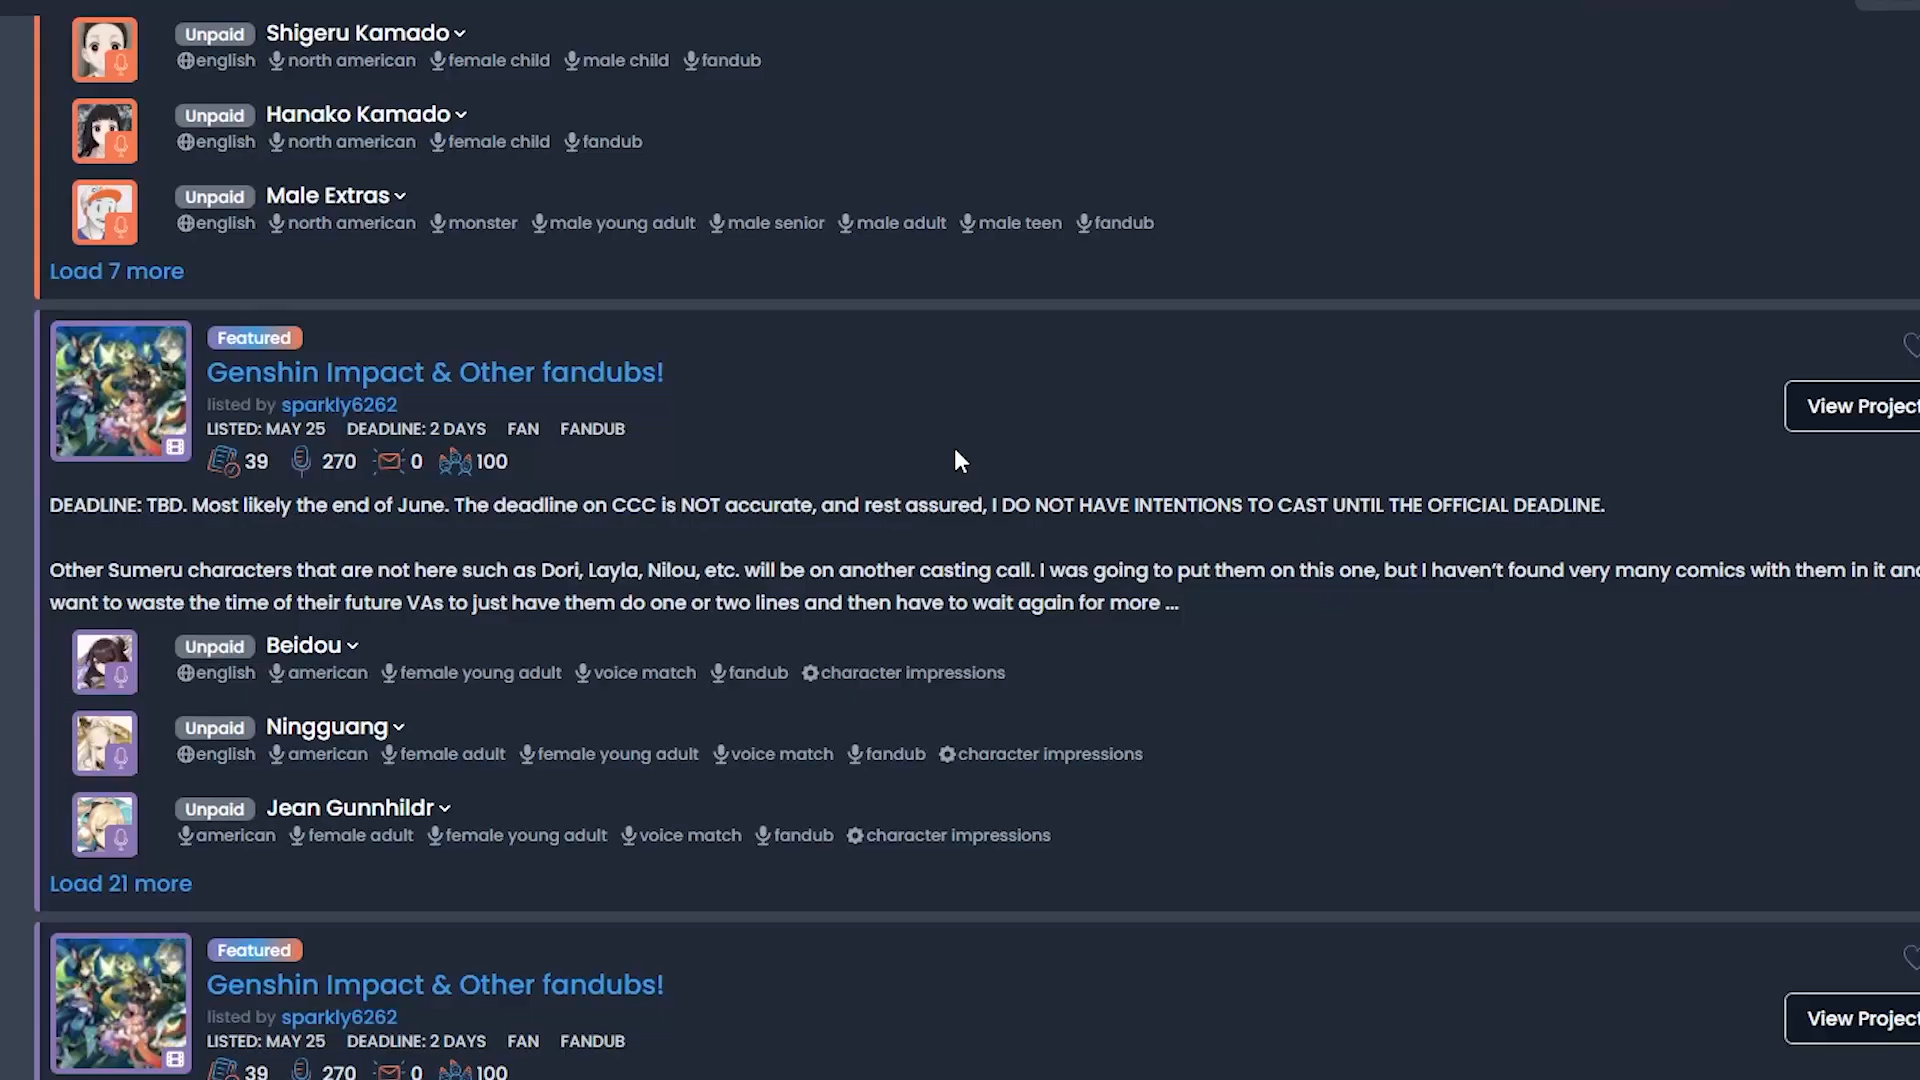 Unpaid Shigeru Kamado
english north american female child male child fandub
Unpaid Hanako Kamado
english north american female child fandub
Unpaid Male Extras
english north american monster male young adult male senior male adult male teen fandub
Load 7 more
Featured
Genshin Impact & Other fandubs!
listed by sparkly6262
LISTED: MAY 25 DEADLINE: 2 DAYS FAN FANDUB
39 270 0 100
View Project
DEADLINE: TBD. Most likely the end of June. The deadline on CCC is NOT accurate, and rest assured, I DO NOT HAVE INTENTIONS TO CAST UNTIL THE OFFICIAL DEADLINE.
Other Sumeru characters that are not here such as Dori, Layla, Nilou, etc. will be on another casting call. I was going to put them on this one, but I haven't found very many comics with them in it and
want to waste the time of their future VAs to just have them do one or two lines and then have to wait again for more ...
Unpaid Beidou
english american female young adult voice match fandub character impressions
Unpaid Ningguang
english american female adult female young adult voice match fandub character impressions
Unpaid Jean Gunnhildr
american female adult female young adult voice match fandub character impressions
Load 21 more
Featured
Genshin Impact & Other fandubs!
listed by sparkly6262
LISTED: MAY 25 DEADLINE: 2 DAYS FAN FANDUB
View Project
39 270 0 100